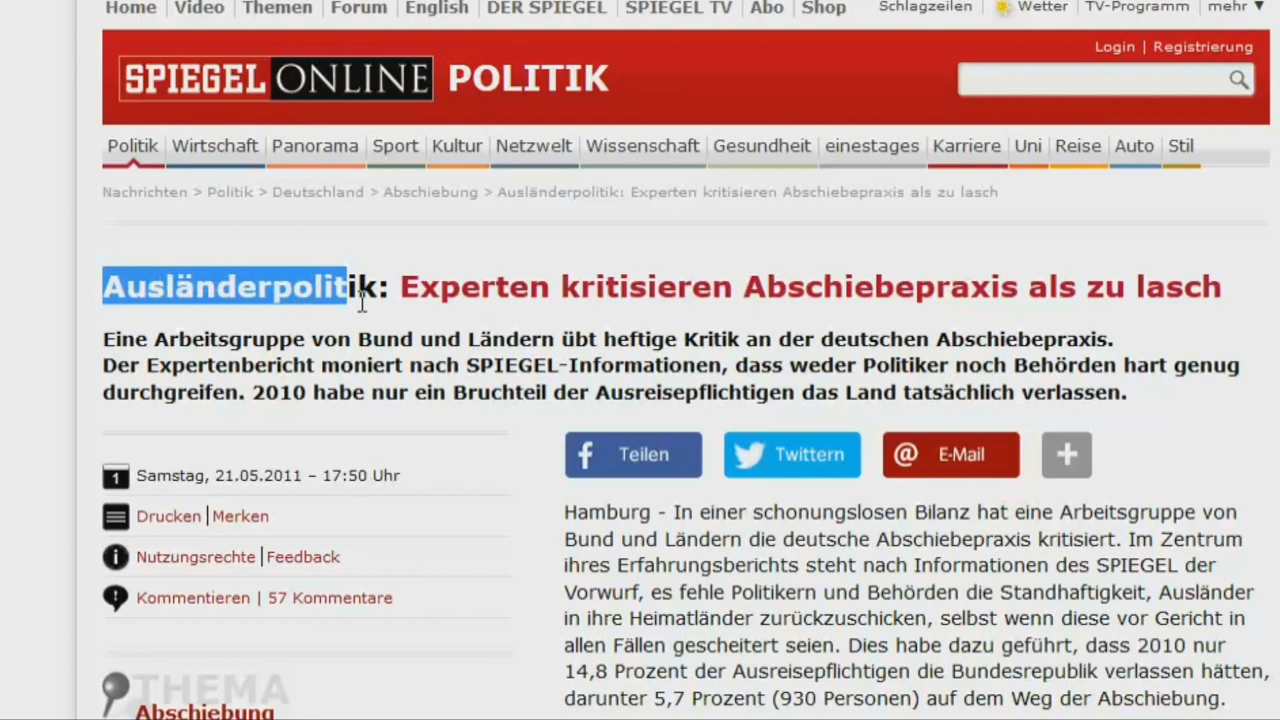 Home Video Themen Forum English DER SPIEGEL SPIEGEL TV Abo Shop Schlagzeilen Wetter TV-Programm mehr ▼
Login | Registrierung
SPIEGEL ONLINE POLITIK
Politik Wirtschaft Panorama Sport Kultur Netzwelt Wissenschaft Gesundheit einestages Karriere Uni Reise Auto Stil
Nachrichten > Politik > Deutschland > Abschiebung > Ausländerpolitik: Experten kritisieren Abschiebepraxis als zu lasch
Ausländerpolitik: Experten kritisieren Abschiebepraxis als zu lasch
Eine Arbeitsgruppe von Bund und Ländern übt heftige Kritik an der deutschen Abschiebepraxis.
Der Expertenbericht moniert nach SPIEGEL-Informationen, dass weder Politiker noch Behörden hart genug
durchgreifen. 2010 habe nur ein Bruchteil der Ausreisepflichtigen das Land tatsächlich verlassen.
Teilen Twittern E-Mail
1 Samstag, 21.05.2011 – 17:50 Uhr
Drucken | Merken
Nutzungsrechte | Feedback
Kommentieren | 57 Kommentare
THEMA
Abschiebung
Hamburg - In einer schonungslosen Bilanz hat eine Arbeitsgruppe von
Bund und Ländern die deutsche Abschiebepraxis kritisiert. Im Zentrum
ihres Erfahrungsberichts steht nach Informationen des SPIEGEL der
Vorwurf, es fehle Politikern und Behörden die Standhaftigkeit, Ausländer
in ihre Heimatländer zurückzuschicken, selbst wenn diese vor Gericht in
allen Fällen gescheitert seien. Dies habe dazu geführt, dass 2010 nur
14,8 Prozent der Ausreisepflichtigen die Bundesrepublik verlassen hätten,
darunter 5,7 Prozent (930 Personen) auf dem Weg der Abschiebung.